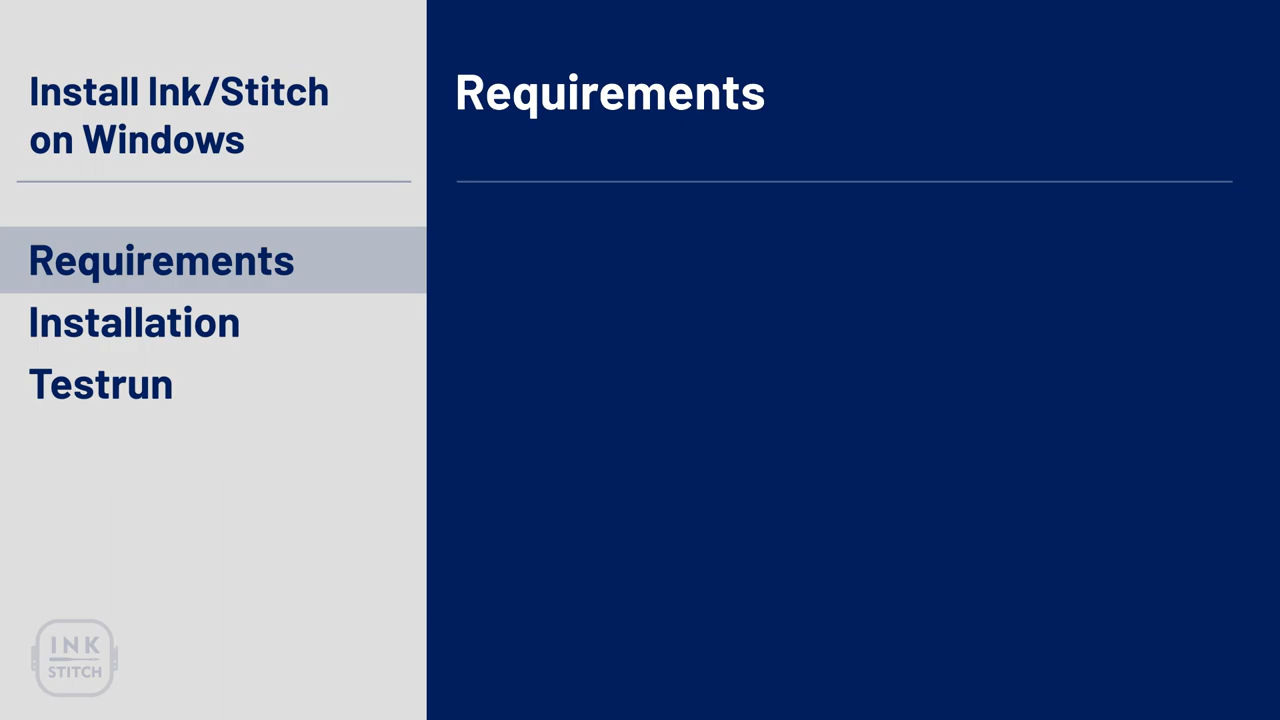 Install Ink/Stitch
on Windows
Requirements
Installation
Testrun
INK
STITCH
Requirements